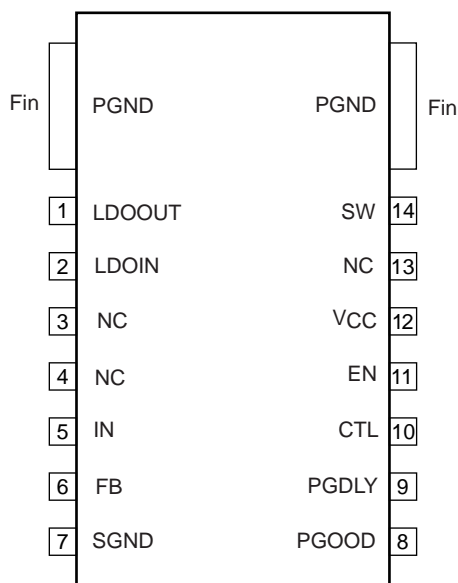 Fin PGND PGND Fin
1 LDOOUT SW 14
2 LDOIN NC 13
3 NC VCC 12
4 NC EN 11
5 IN CTL 10
6 FB PGDLY 9
7 SGND PGOOD 8